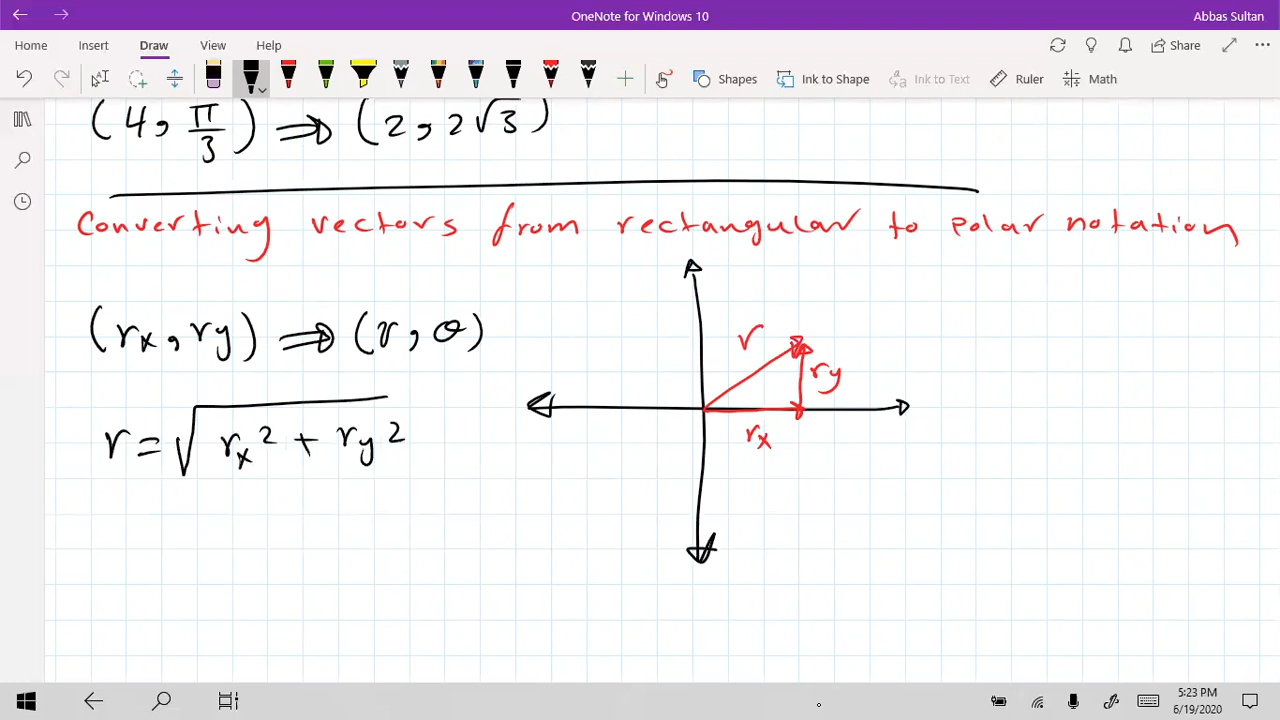 OneNote for Windows 10
Abbas Sultan
Home Insert Draw View Help
Share
Shapes Ink to Shape Ink to Text Ruler Math
(4, π/3) ⟹ (2, 2√3)
Converting vectors from rectangular to polar notation
(rx, ry) ⟹ (r, θ)
r
ry
rx
r = √(rx² + ry²)
5:23 PM
6/19/2020